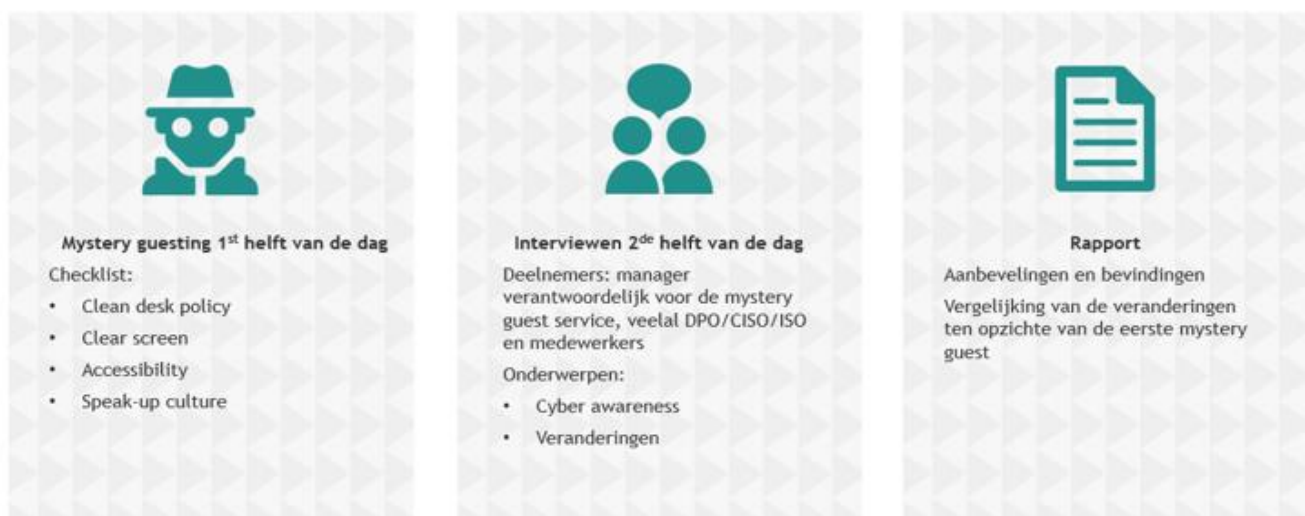 Mystery guesting 1st helft van de dag
Checklist:
• Clean desk policy
• Clear screen
• Accessibility
• Speak-up culture
Interviewen 2de helft van de dag
Deelnemers: manager
verantwoordelijk voor de mystery
guest service, veelal DPO/CISO/ISO
en medewerkers
Onderwerpen:
• Cyber awareness
• Veranderingen
Rapport
Aanbevelingen en bevindingen
Vergelijking van de veranderingen
ten opzichte van de eerste mystery
guest